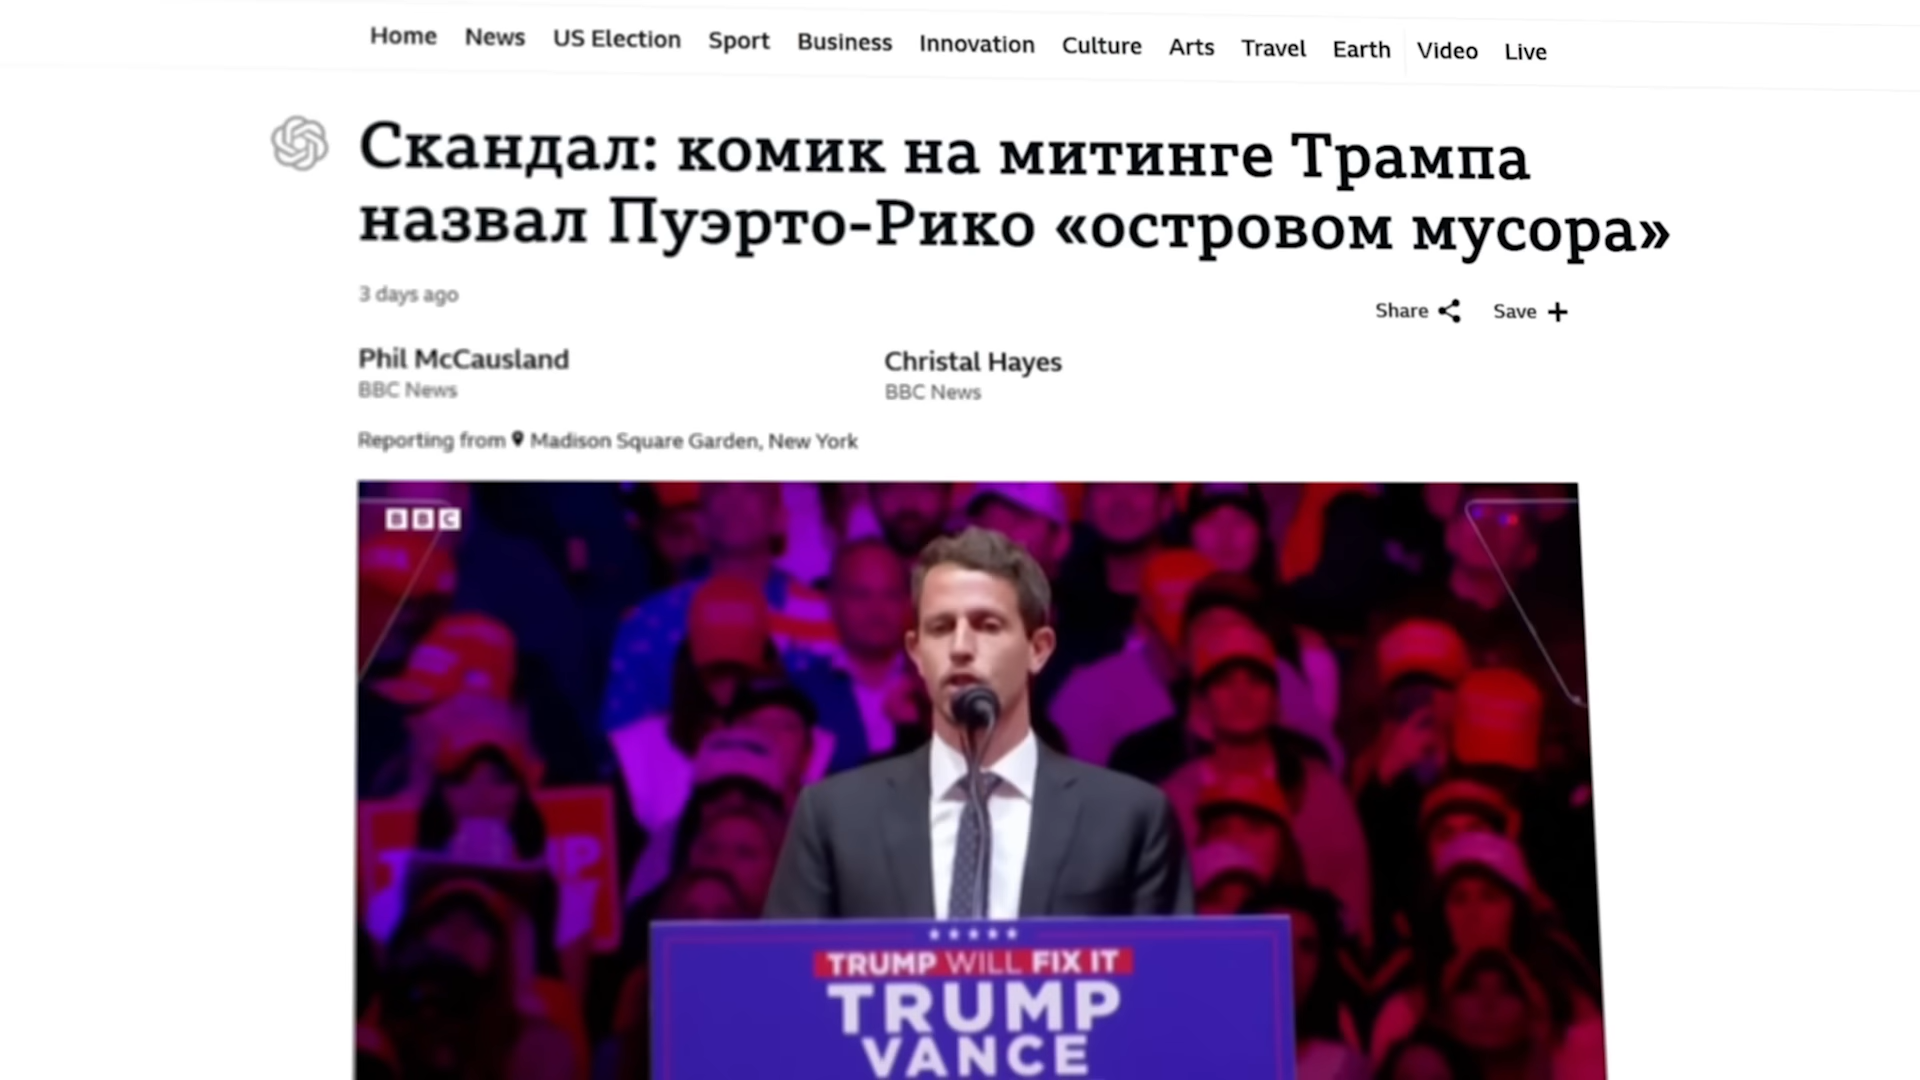 Home News US Election Sport Business Innovation Culture Arts Travel Earth Video Live
Скандал: комик на митинге Трампа
назвал Пуэрто-Рико «островом мусора»
3 days ago
Share Save
Phil McCausland
BBC News
Christal Hayes
BBC News
Reporting from Madison Square Garden, New York
BBC
TRUMP WILL FIX IT
TRUMP
VANCE